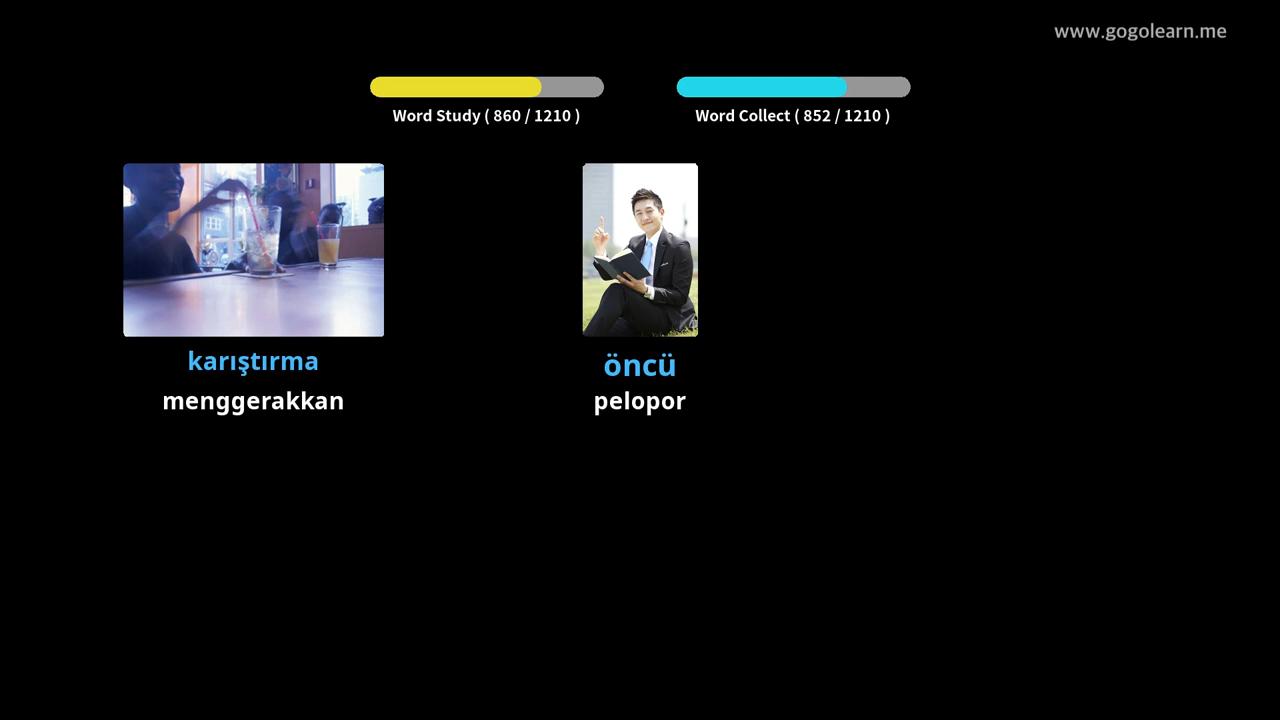 www.gogolearn.me
Word Study ( 860 / 1210 )
Word Collect ( 852 / 1210 )
karıştırma
menggerakkan
öncü
pelopor